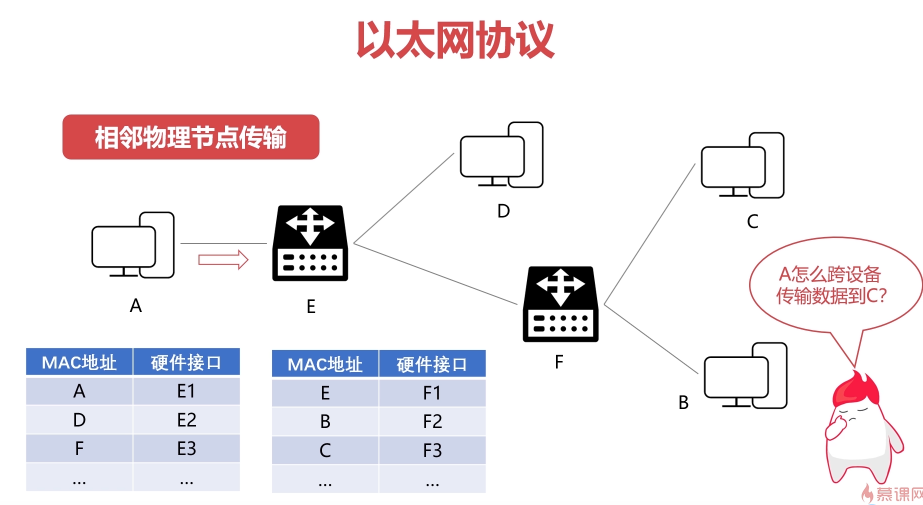 以太网协议
相邻物理节点传输
D
C
A
E
A怎么跨设备
传输数据到C?
F
B
MAC地址 硬件接口
A E1
D E2
F E3
... ...
MAC地址 硬件接口
E F1
B F2
C F3
... ...
慕课网